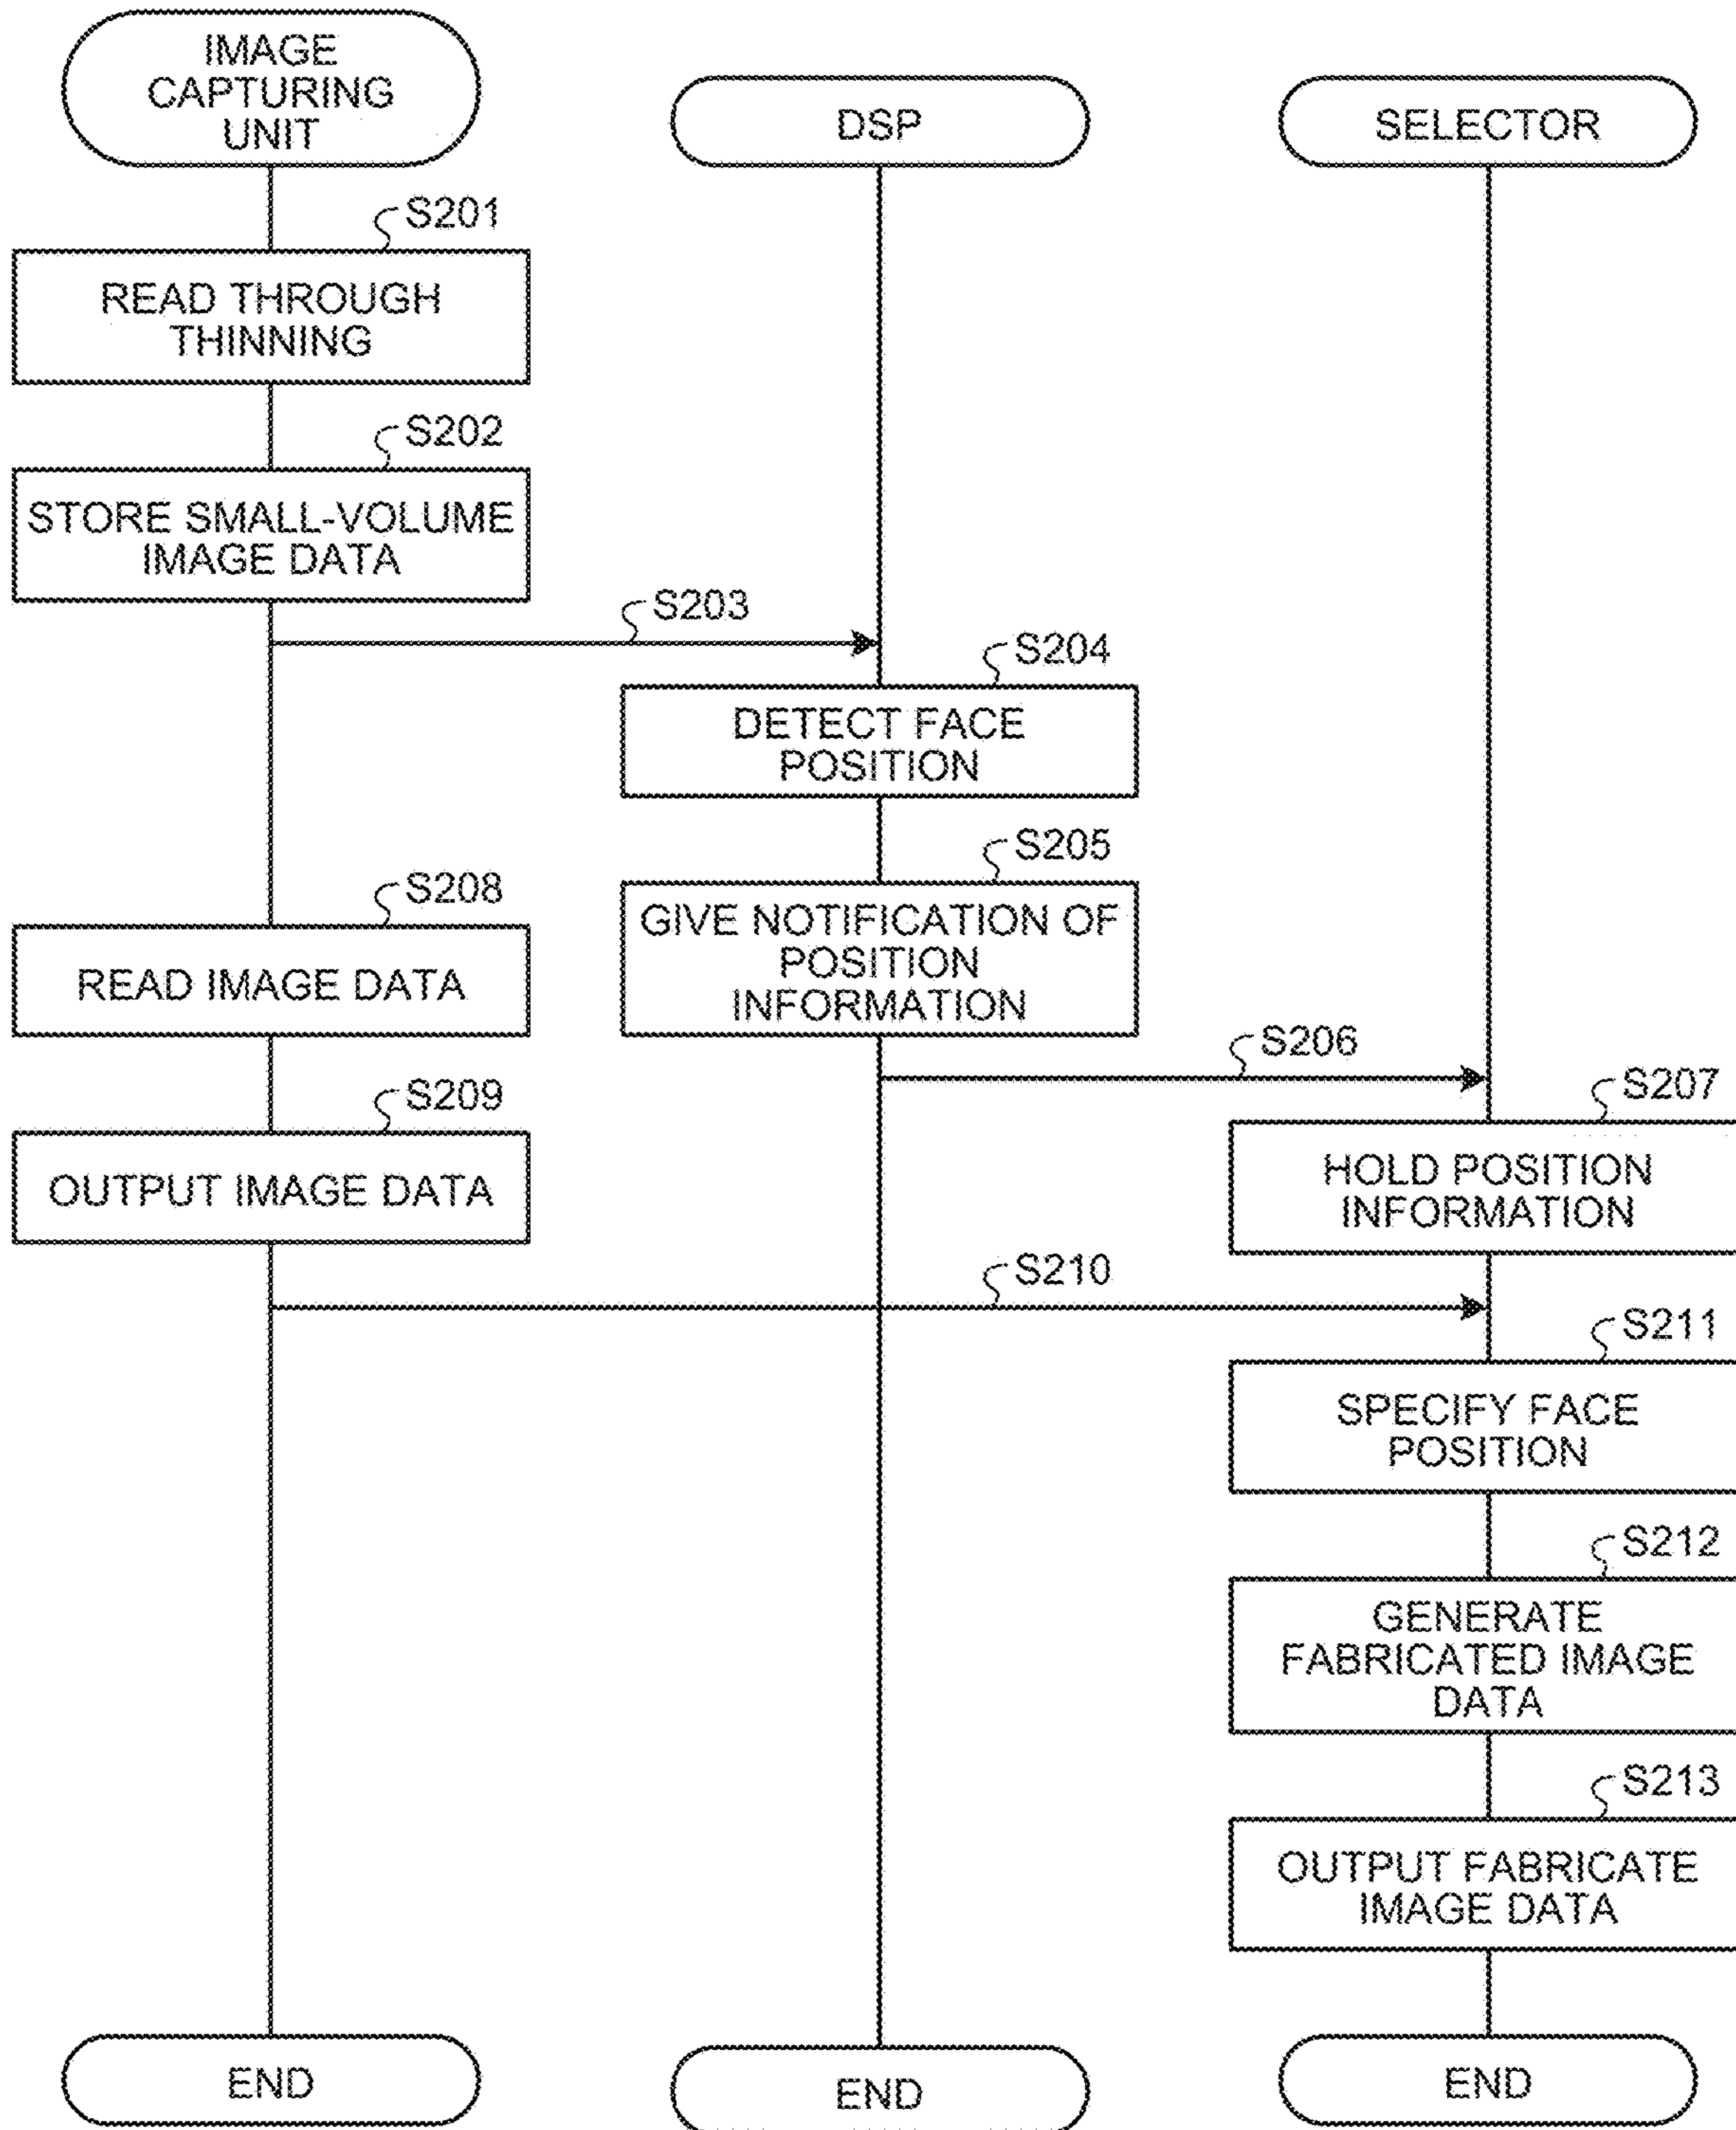 IMAGE
CAPTURING
UNIT
DSP
SELECTOR
S201
READ THROUGH
THINNING
S202
STORE SMALL-VOLUME
IMAGE DATA
S203
S204
DETECT FACE
POSITION
S205
GIVE NOTIFICATION OF
POSITION
INFORMATION
S208
READ IMAGE DATA
S206
S207
HOLD POSITION
INFORMATION
S209
OUTPUT IMAGE DATA
S210
S211
SPECIFY FACE
POSITION
S212
GENERATE
FABRICATED IMAGE
DATA
S213
OUTPUT FABRICATE
IMAGE DATA
END
END
END